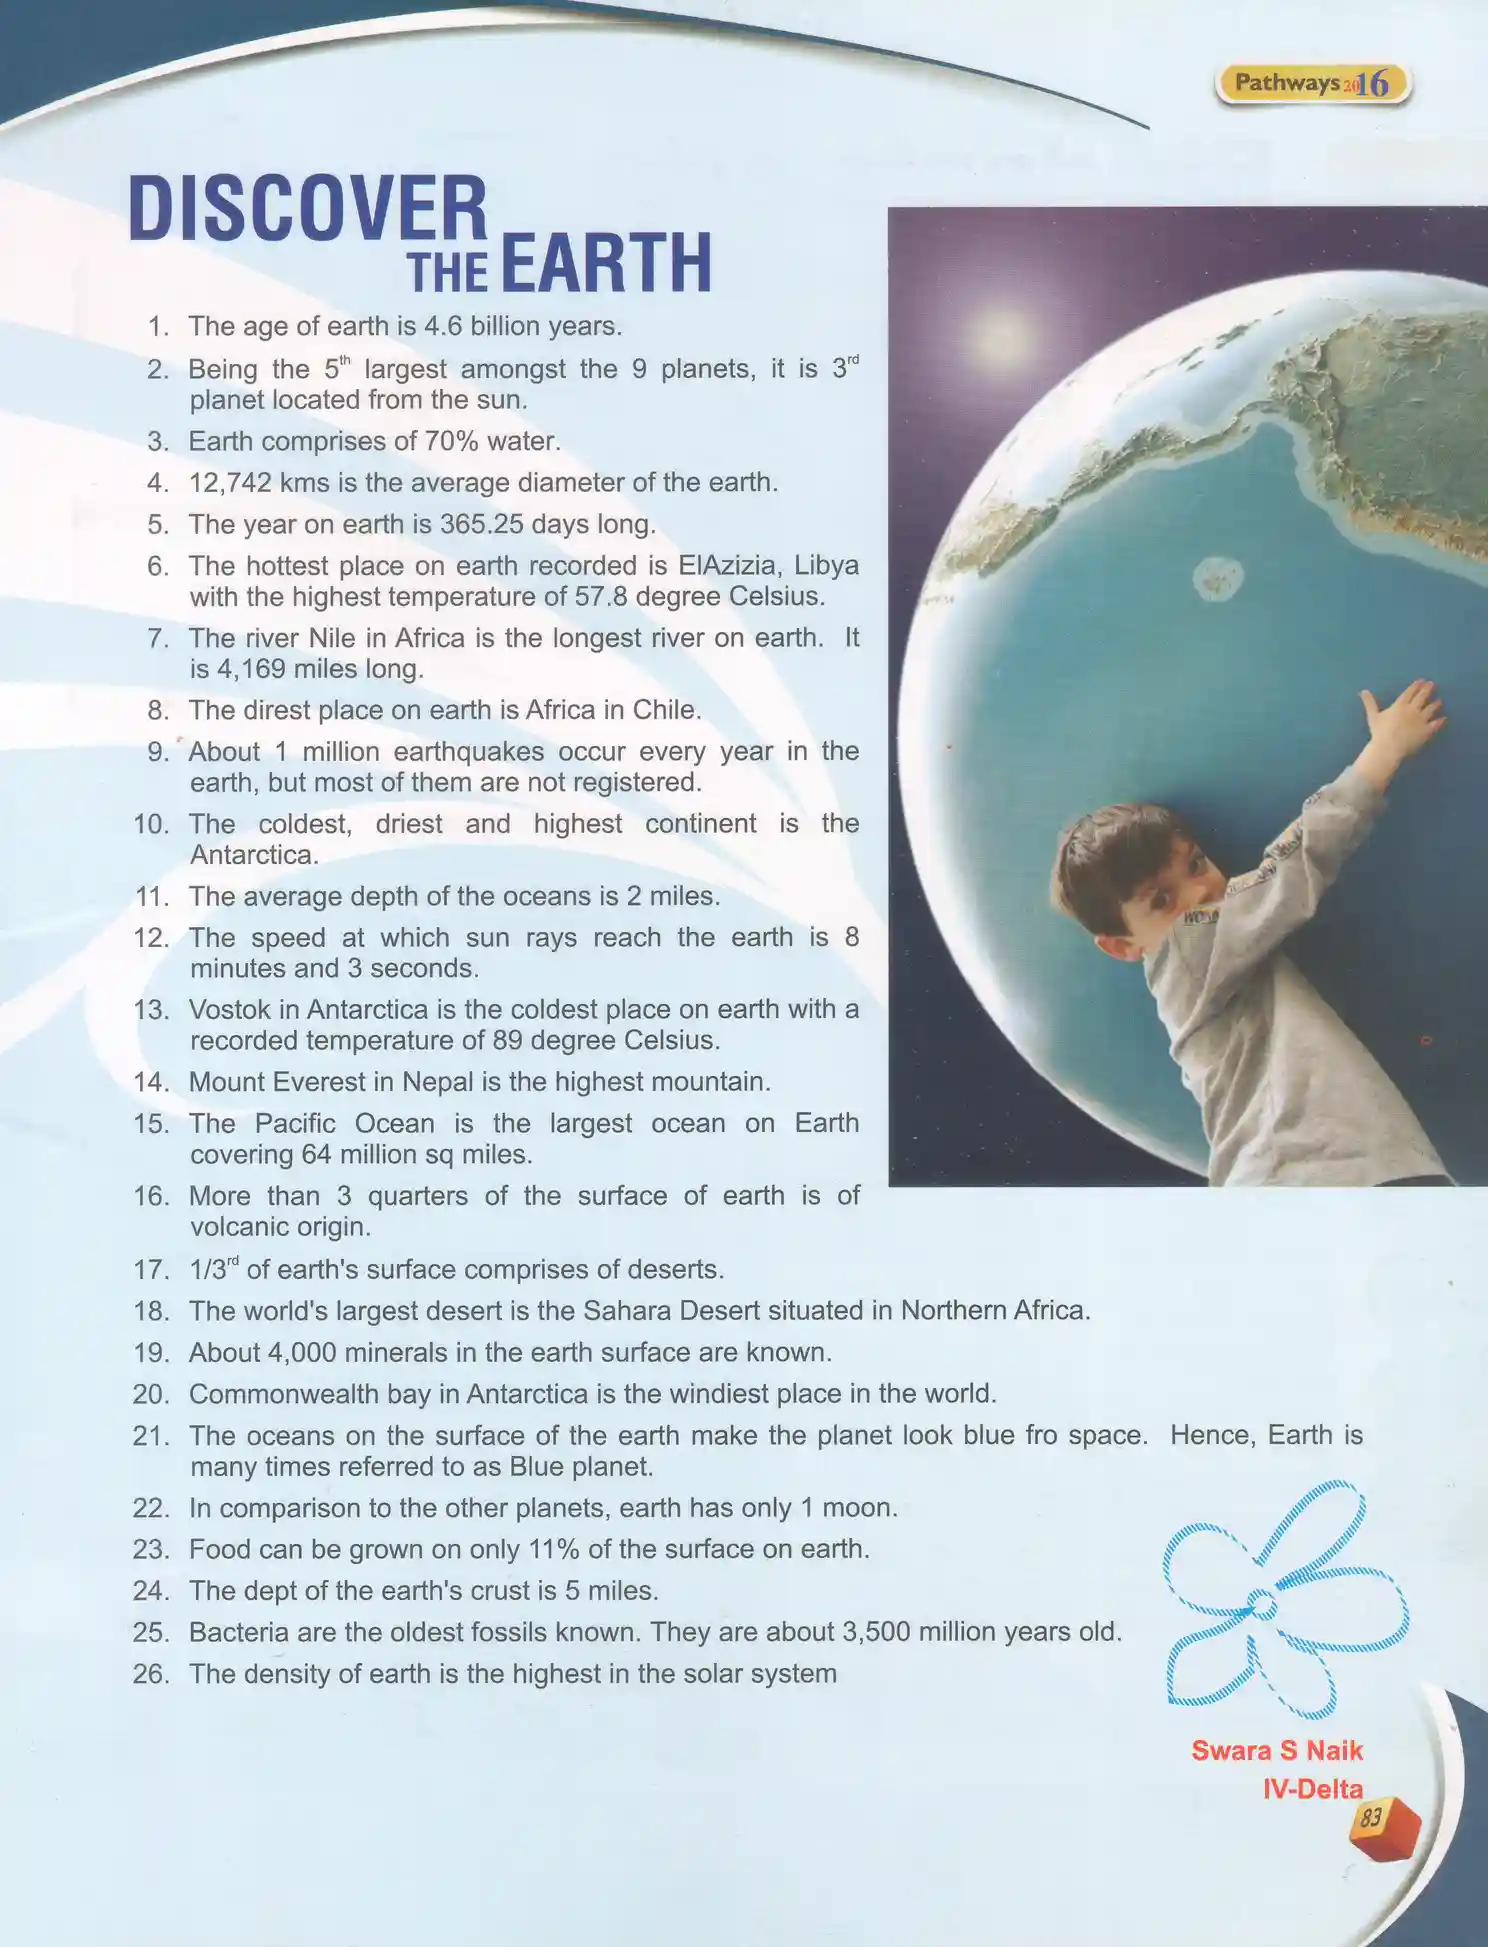 Pathways 2016
DISCOVER
THE EARTH
1. The age of earth is 4.6 billion years.
2. Being the 5th largest amongst the 9 planets, it is 3rd
planet located from the sun.
3. Earth comprises of 70% water.
4. 12,742 kms is the average diameter of the earth.
5. The year on earth is 365.25 days long.
6. The hottest place on earth recorded is ElAzizia, Libya
with the highest temperature of 57.8 degree Celsius.
7. The river Nile in Africa is the longest river on earth. It
is 4,169 miles long.
8. The direst place on earth is Africa in Chile.
9. About 1 million earthquakes occur every year in the
earth, but most of them are not registered.
10. The coldest, driest and highest continent is the
Antarctica.
11. The average depth of the oceans is 2 miles.
12. The speed at which sun rays reach the earth is 8
minutes and 3 seconds.
13. Vostok in Antarctica is the coldest place on earth with a
recorded temperature of 89 degree Celsius.
14. Mount Everest in Nepal is the highest mountain.
15. The Pacific Ocean is the largest ocean on Earth
covering 64 million sq miles.
16. More than 3 quarters of the surface of earth is of
volcanic origin.
17. 1/3rd of earth's surface comprises of deserts.
18. The world's largest desert is the Sahara Desert situated in Northern Africa.
19. About 4,000 minerals in the earth surface are known.
20. Commonwealth bay in Antarctica is the windiest place in the world.
21. The oceans on the surface of the earth make the planet look blue fro space. Hence, Earth is
many times referred to as Blue planet.
22. In comparison to the other planets, earth has only 1 moon.
23. Food can be grown on only 11% of the surface on earth.
24. The dept of the earth's crust is 5 miles.
25. Bacteria are the oldest fossils known. They are about 3,500 million years old.
26. The density of earth is the highest in the solar system
Swara S Naik
IV-Delta
83